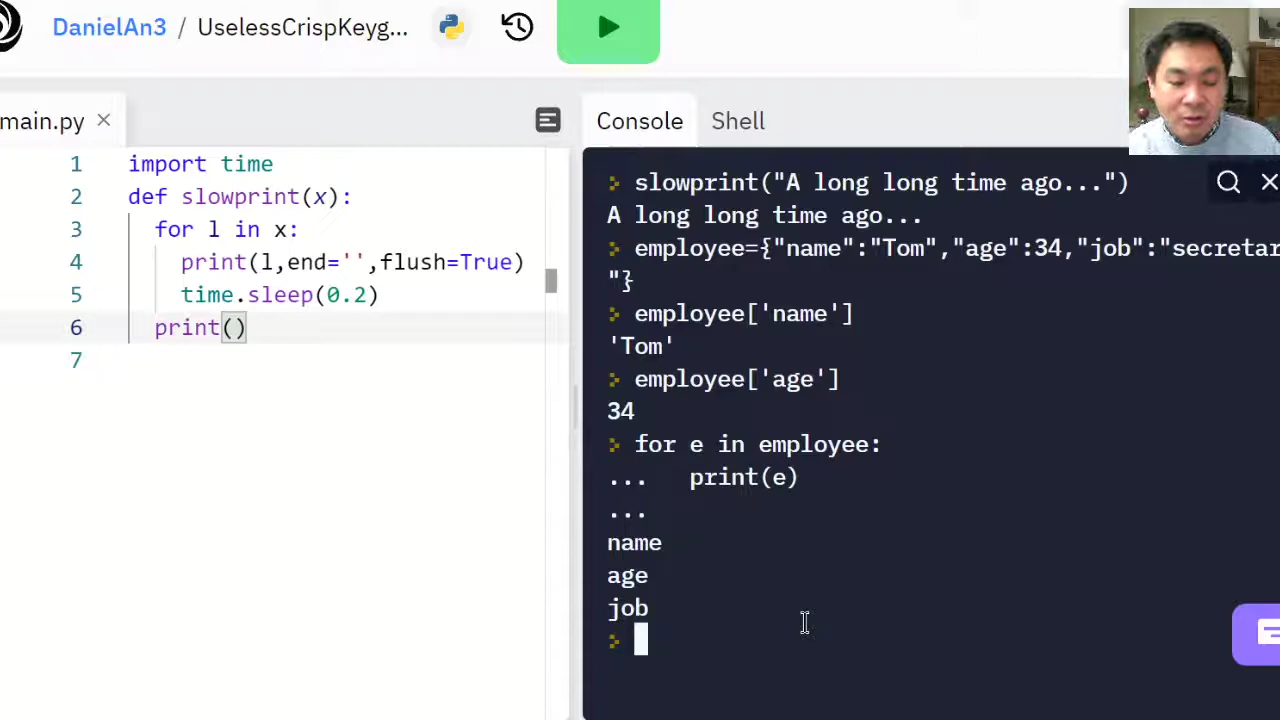 DanielAn3 / UselessCrispKeyg...
main.py
1 import time
2 def slowprint(x):
3 for l in x:
4 print(l,end='',flush=True)
5 time.sleep(0.2)
6 print()
7
Console Shell
slowprint("A long long time ago...")
A long long time ago...
employee={"name":"Tom","age":34,"job":"secretar
"}
employee['name']
'Tom'
employee['age']
34
for e in employee:
... print(e)
...
name
age
job